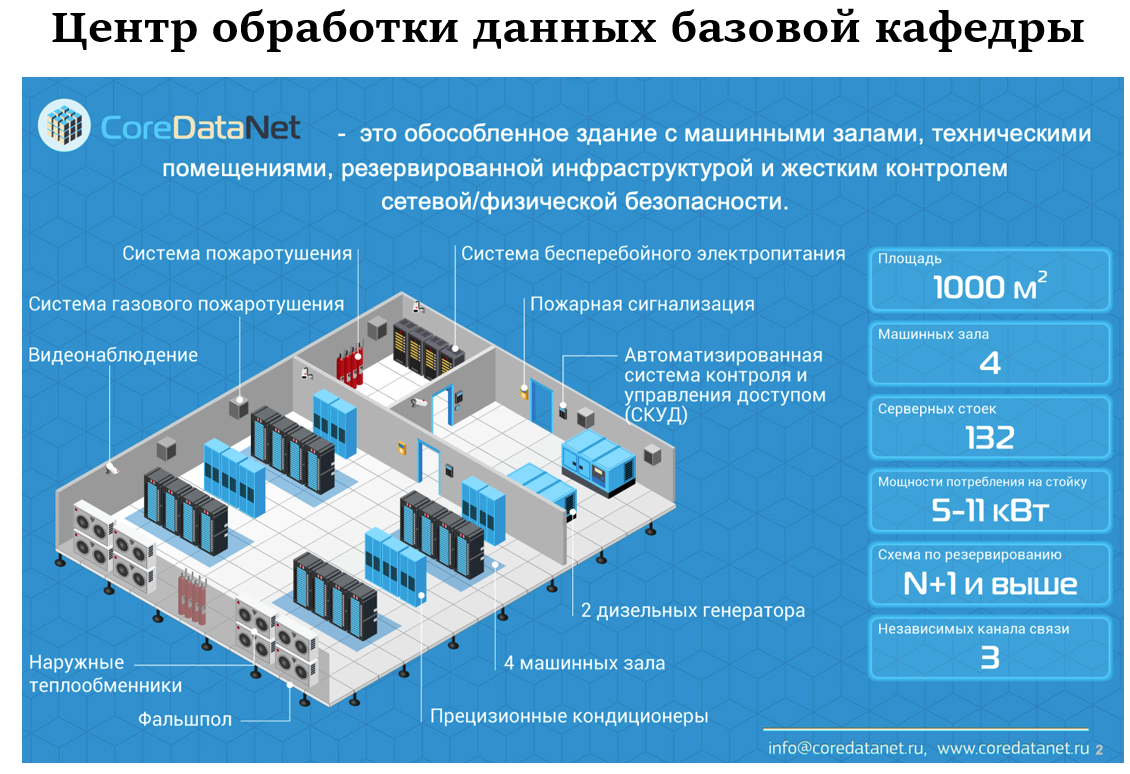 Центр обработки данных базовой кафедры
CoreDataNet
- это обособленное здание с машинными залами, техническими
помещениями, резервированной инфраструктурой и жестким контролем
сетевой/физической безопасности.
Система пожаротушения
Система бесперебойного электропитания
Система газового пожаротушения
Пожарная сигнализация
Видеонаблюдение
Автоматизированная
система контроля и
управления доступом
(СКУД)
2 дизельных генератора
4 машинных зала
Наружные
теплообменники
Фальшпол
Прецизионные кондиционеры
Площадь
1000 м²
Машинных зала
4
Серверных стоек
132
Мощности потребления на стойку
5-11 кВт
Схема по резервированию
N+1 и выше
Независимых канала связи
3
info@coredatanet.ru, www.coredatanet.ru 2